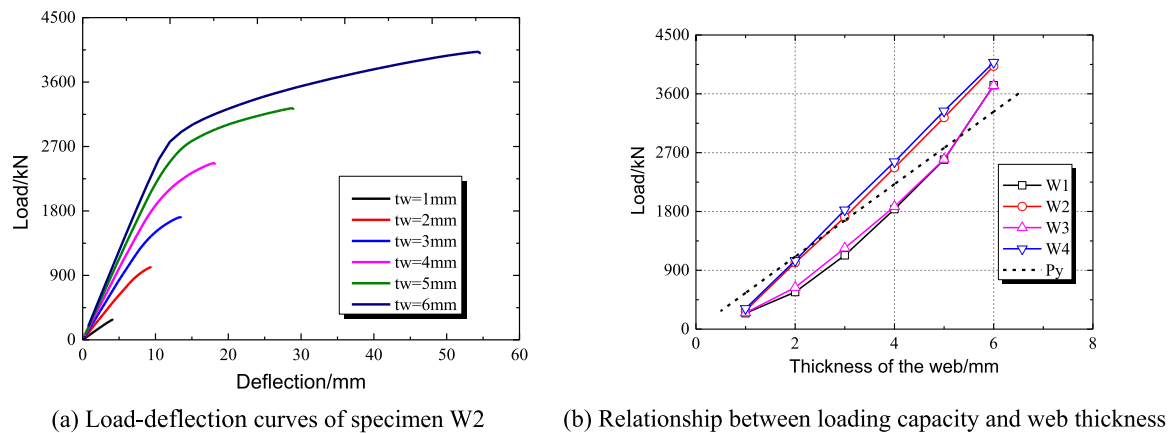 4500
3600
2700
1800
900
0
Load/kN
tw=1mm
tw=2mm
tw=3mm
tw=4mm
tw=5mm
tw=6mm
0 10 20 30 40 50 60
Deflection/mm
(a) Load-deflection curves of specimen W2
4500
3600
2700
1800
900
0
Load/kN
W1
W2
W3
W4
Py
0 2 4 6 8
Thickness of the web/mm
(b) Relationship between loading capacity and web thickness